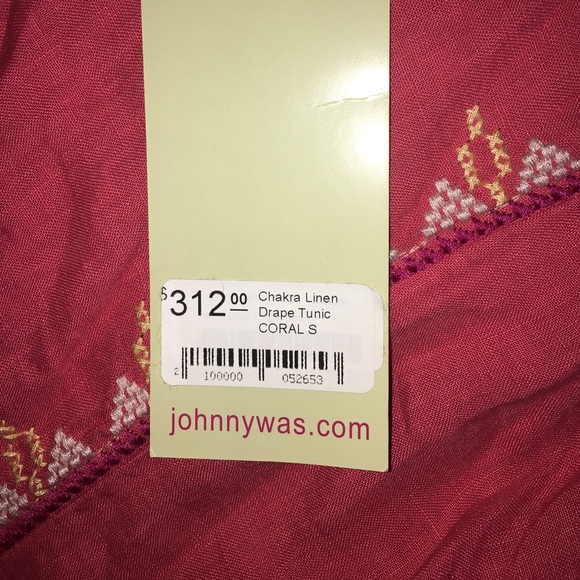 $312.00 Chakra Linen
Drape Tunic
CORAL S
2 100000 052653
johnnywas.com